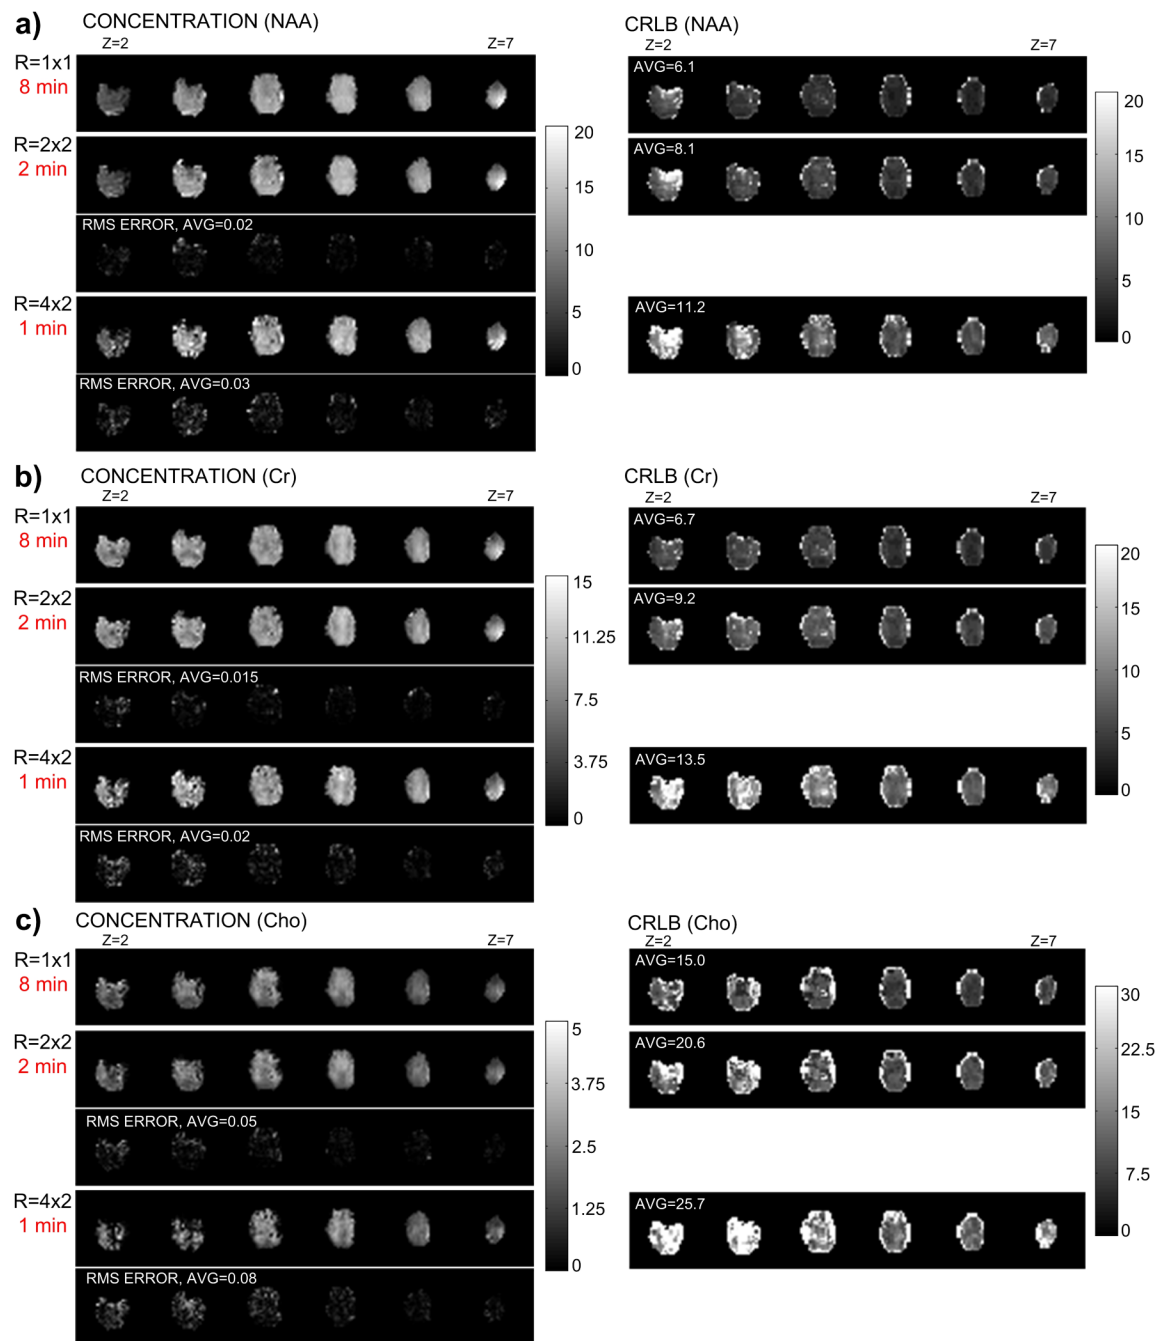 a)
CONCENTRATION (NAA)
CRLB (NAA)
Z=2
Z=7
Z=2
Z=7
R=1x1
8 min
AVG=6.1
R=2x2
2 min
AVG=8.1
RMS ERROR, AVG=0.02
R=4x2
1 min
AVG=11.2
RMS ERROR, AVG=0.03
20
15
10
5
0
20
15
10
5
0
b)
CONCENTRATION (Cr)
CRLB (Cr)
Z=2
Z=7
Z=2
Z=7
R=1x1
8 min
AVG=6.7
R=2x2
2 min
AVG=9.2
RMS ERROR, AVG=0.015
R=4x2
1 min
AVG=13.5
RMS ERROR, AVG=0.02
15
11.25
7.5
3.75
0
20
15
10
5
0
c)
CONCENTRATION (Cho)
CRLB (Cho)
Z=2
Z=7
Z=2
Z=7
R=1x1
8 min
AVG=15.0
R=2x2
2 min
AVG=20.6
RMS ERROR, AVG=0.05
R=4x2
1 min
AVG=25.7
RMS ERROR, AVG=0.08
5
3.75
2.5
1.25
0
30
22.5
15
7.5
0